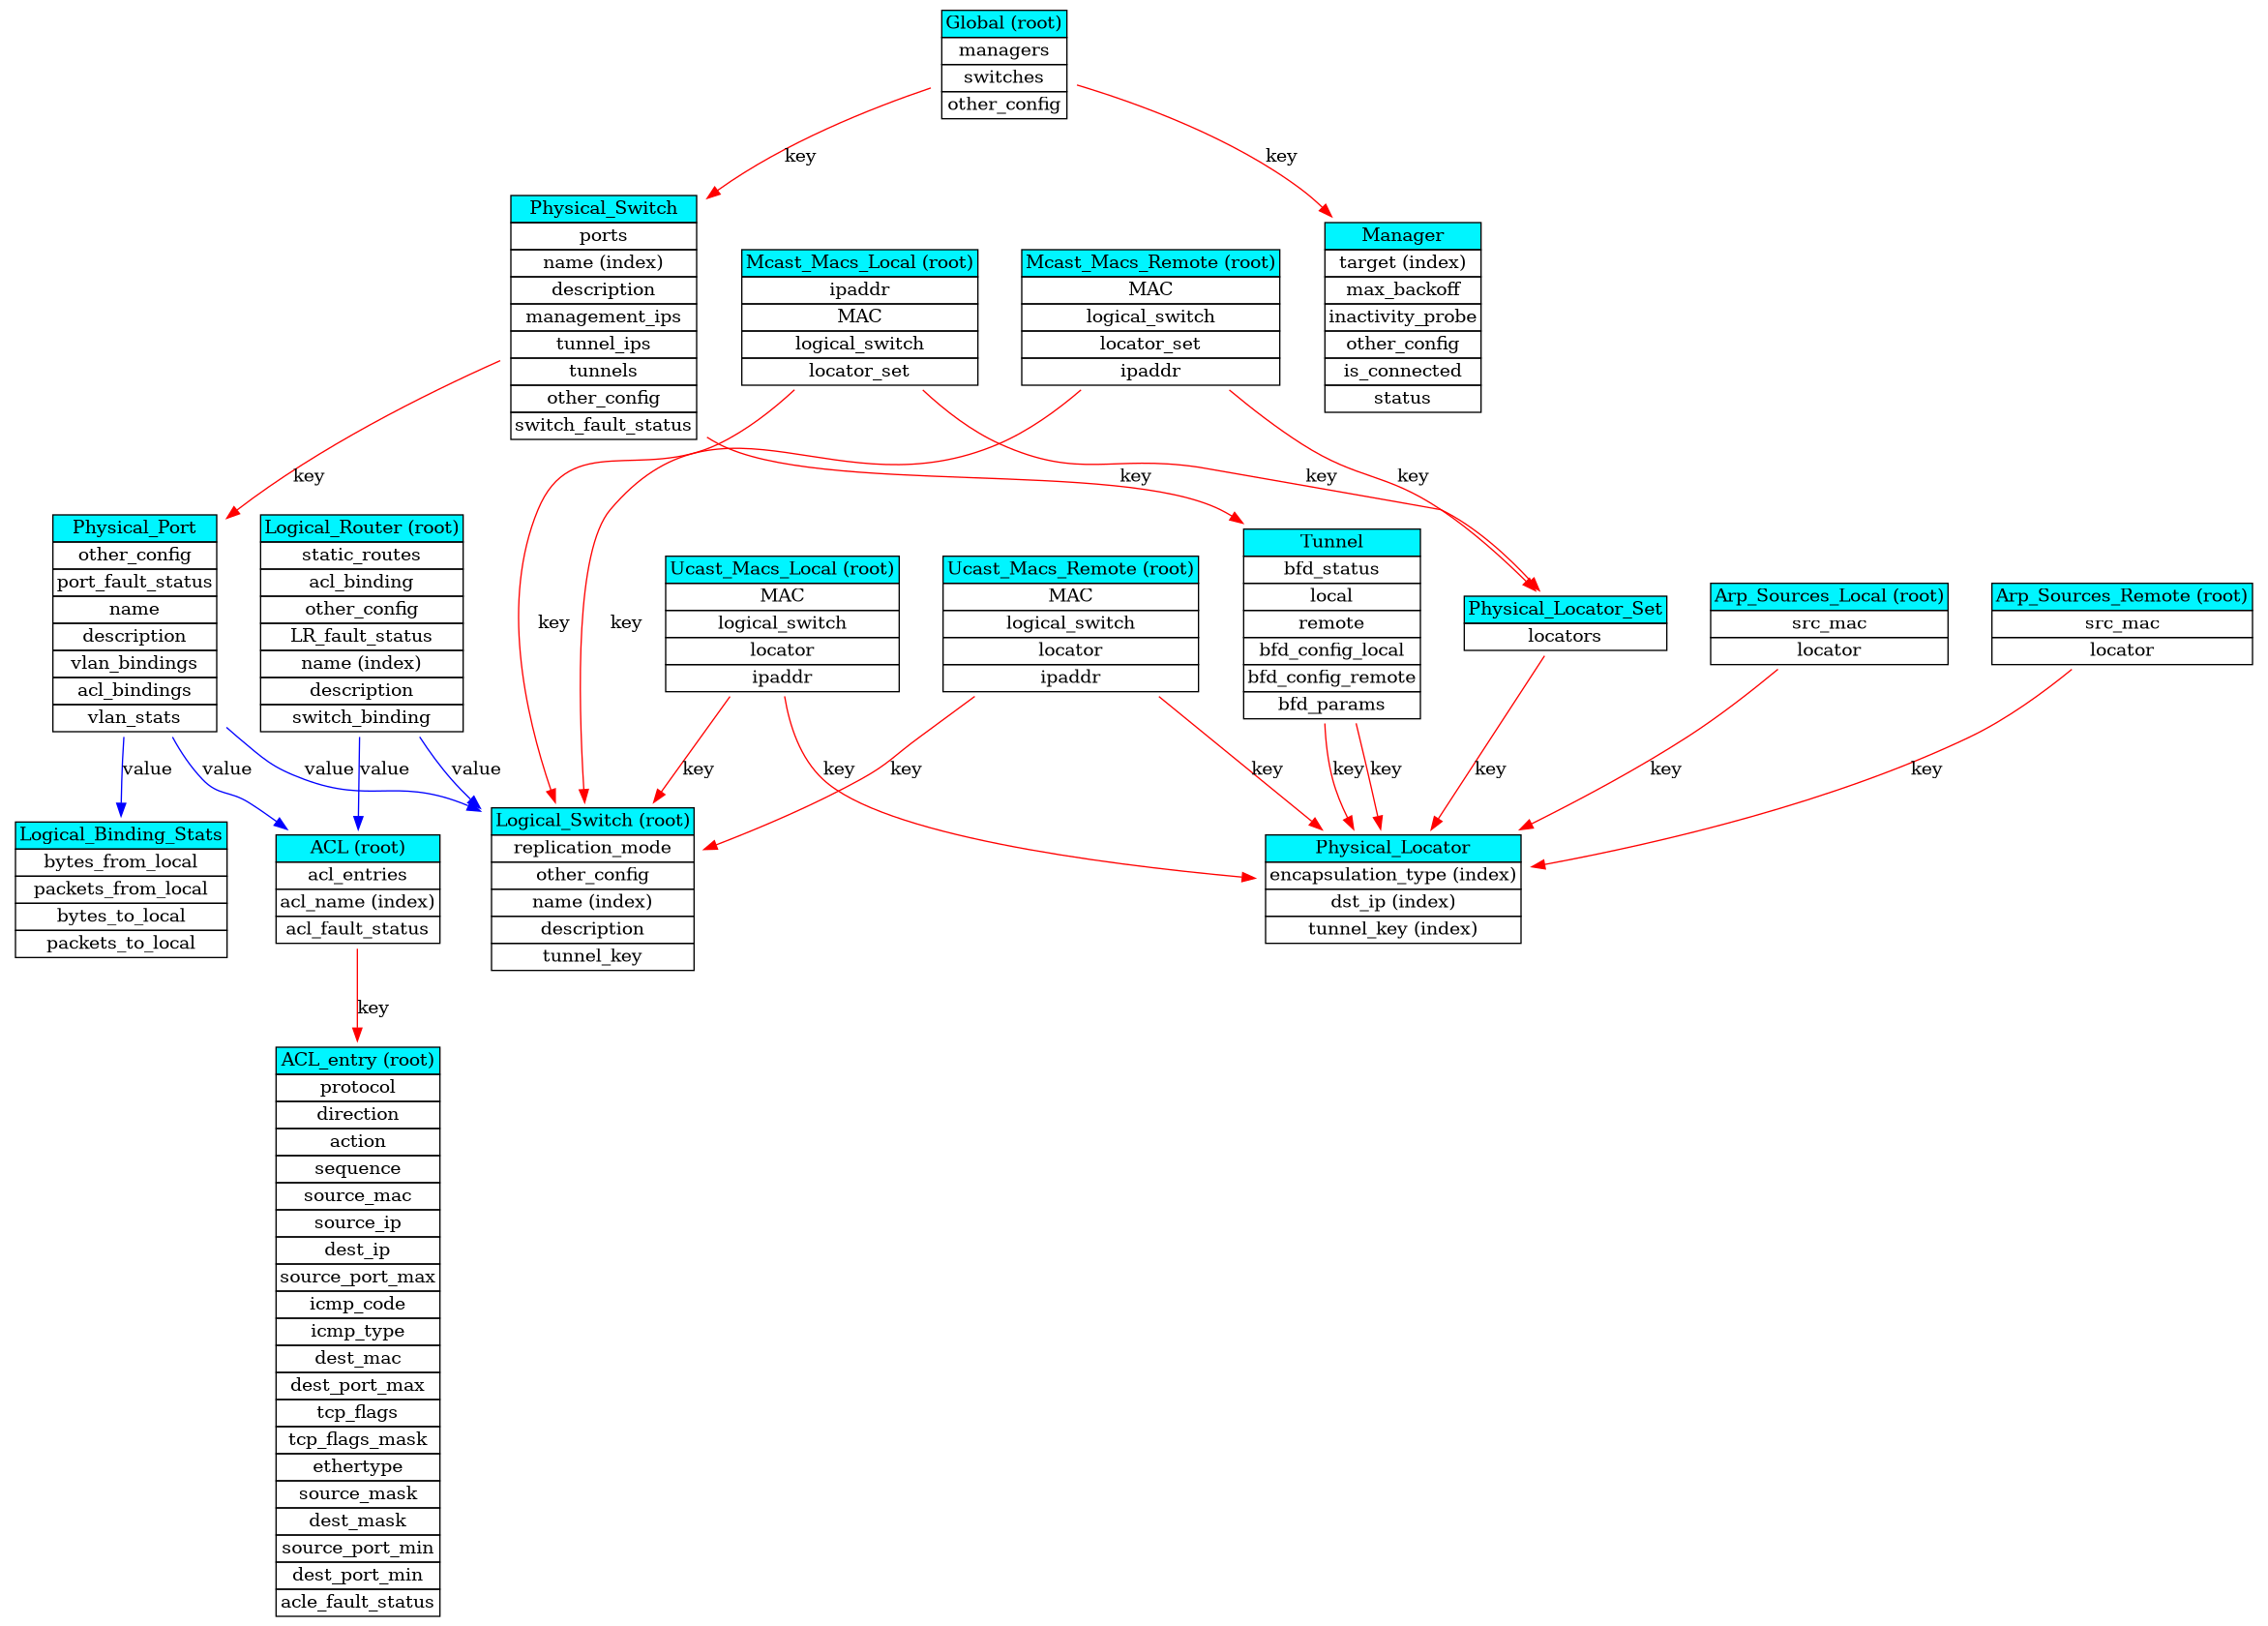 Global (root)
managers
switches
other_config
key
key
Physical_Switch
ports
name (index)
description
management_ips
tunnel_ips
tunnels
other_config
switch_fault_status
Mcast_Macs_Local (root)
ipaddr
MAC
logical_switch
locator_set
Mcast_Macs_Remote (root)
MAC
logical_switch
locator_set
ipaddr
Manager
target (index)
max_backoff
inactivity_probe
other_config
is_connected
status
key
key
key
key
Physical_Port
other_config
port_fault_status
name
description
vlan_bindings
acl_bindings
vlan_stats
Logical_Router (root)
static_routes
acl_binding
other_config
LR_fault_status
name (index)
description
switch_binding
key
key
Ucast_Macs_Local (root)
MAC
logical_switch
locator
ipaddr
Ucast_Macs_Remote (root)
MAC
logical_switch
locator
ipaddr
Tunnel
bfd_status
local
remote
bfd_config_local
bfd_config_remote
bfd_params
Physical_Locator_Set
locators
Arp_Sources_Local (root)
src_mac
locator
Arp_Sources_Remote (root)
src_mac
locator
value
value
value
value
value
key
key
key
key
key
key
key
key
key
Logical_Binding_Stats
bytes_from_local
packets_from_local
bytes_to_local
packets_to_local
ACL (root)
acl_entries
acl_name (index)
acl_fault_status
Logical_Switch (root)
replication_mode
other_config
name (index)
description
tunnel_key
Physical_Locator
encapsulation_type (index)
dst_ip (index)
tunnel_key (index)
key
ACL_entry (root)
protocol
direction
action
sequence
source_mac
source_ip
dest_ip
source_port_max
icmp_code
icmp_type
dest_mac
dest_port_max
tcp_flags
tcp_flags_mask
ethertype
source_mask
dest_mask
source_port_min
dest_port_min
acle_fault_status